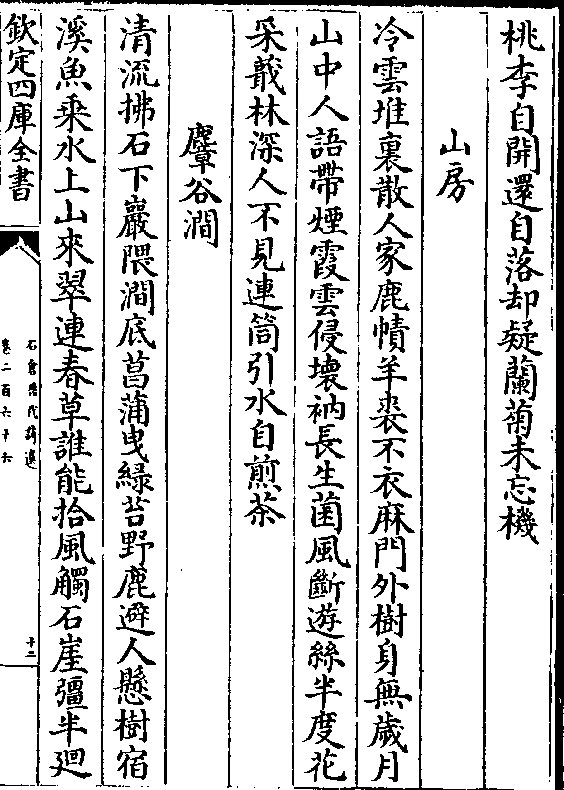 桃李自開還自落却疑蘭菊未忘機
山房
冷雲堆裏散人家鹿幘羊裘不衣麻門外樹身無歲月
山中人語帶煙霞雲侵壊衲長生菌風斷遊絲半度花
采蕺林深人不見連筒引水自煎茶
麞谷澗
清流拂石下巖隈澗底菖蒲曳緑苔野鹿避人懸樹宿
溪魚乘水上山來翠連春草誰能拾風觸石崖彊半廻
欽定四庫全書
石倉歴代詩選
卷二百六十六
十二